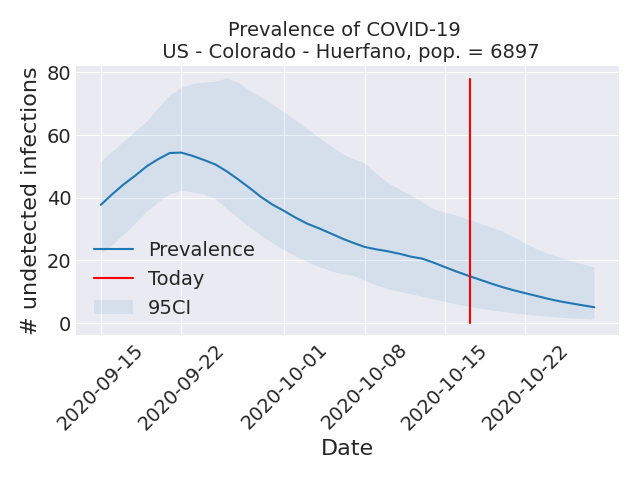 Prevalence of COVID-19
US - Colorado - Huerfano, pop. = 6897
# undetected infections
80
60
40
20
0
Prevalence
Today
95CI
2020-09-15
2020-09-22
2020-10-01
2020-10-08
2020-10-15
2020-10-22
Date